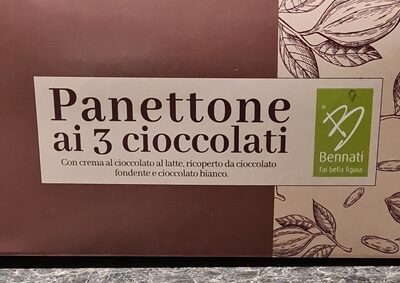 Panettone
ai 3 cioccolati
Con crema al cioccolato al latte, ricoperto da cioccolato
fondente e cioccolato bianco.
B
Bennati
Fai bella figura